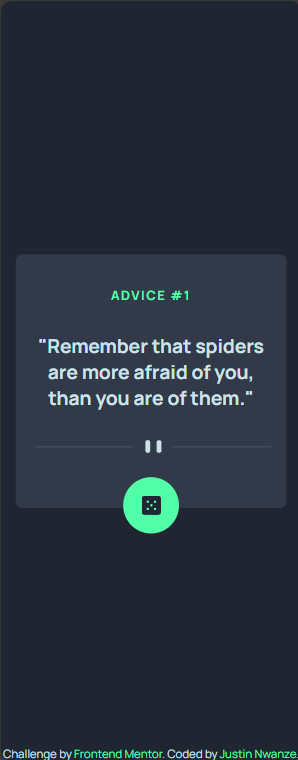 ADVICE #1
"Remember that spiders
are more afraid of you,
than you are of them."
Challenge by Frontend Mentor. Coded by Justin Nwanze.